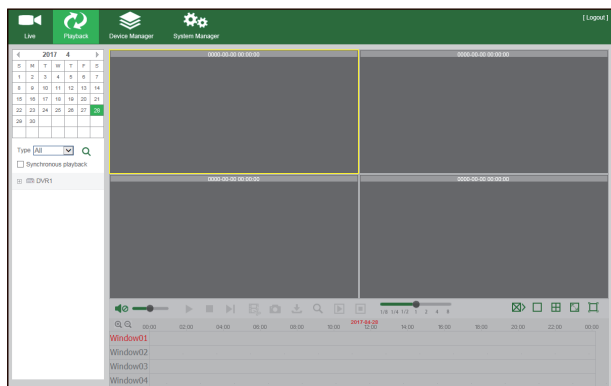 Live Playback Device Manager System Manager [ Logout ]
2017 4
S M T W T F S
1 2 3 4 5 6 7
8 9 10 11 12 13 14
15 16 17 18 19 20 21
22 23 24 25 26 27 28
29 30
Type All
Synchronous playback
DVR1
0000-00-00 00:00:00 0000-00-00 00:00:00
0000-00-00 00:00:00 0000-00-00 00:00:00
1/8 1/4 1/2 1 2 4 8
2017-04-28
00:00 02:00 04:00 06:00 08:00 10:00 12:00 14:00 16:00 18:00 20:00 22:00 00:00
Window01
Window02
Window03
Window04